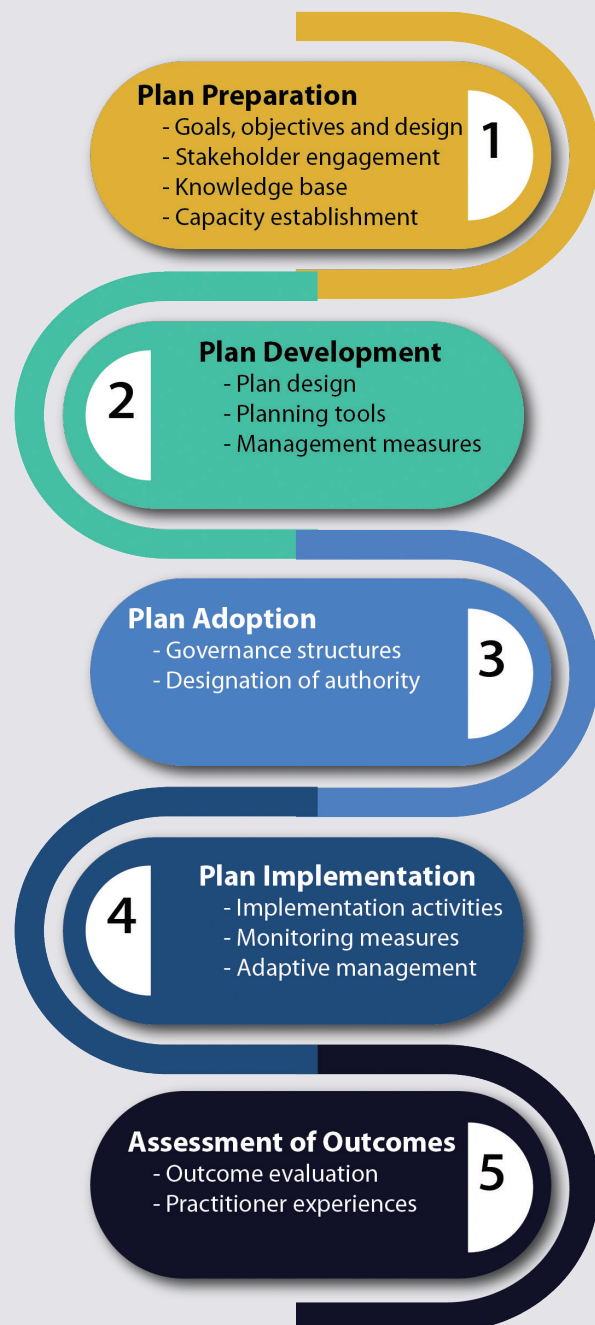 Plan Preparation
- Goals, objectives and design
- Stakeholder engagement
- Knowledge base
- Capacity establishment
1
Plan Development
- Plan design
- Planning tools
- Management measures
2
Plan Adoption
- Governance structures
- Designation of authority
3
Plan Implementation
- Implementation activities
- Monitoring measures
- Adaptive management
4
Assessment of Outcomes
- Outcome evaluation
- Practitioner experiences
5